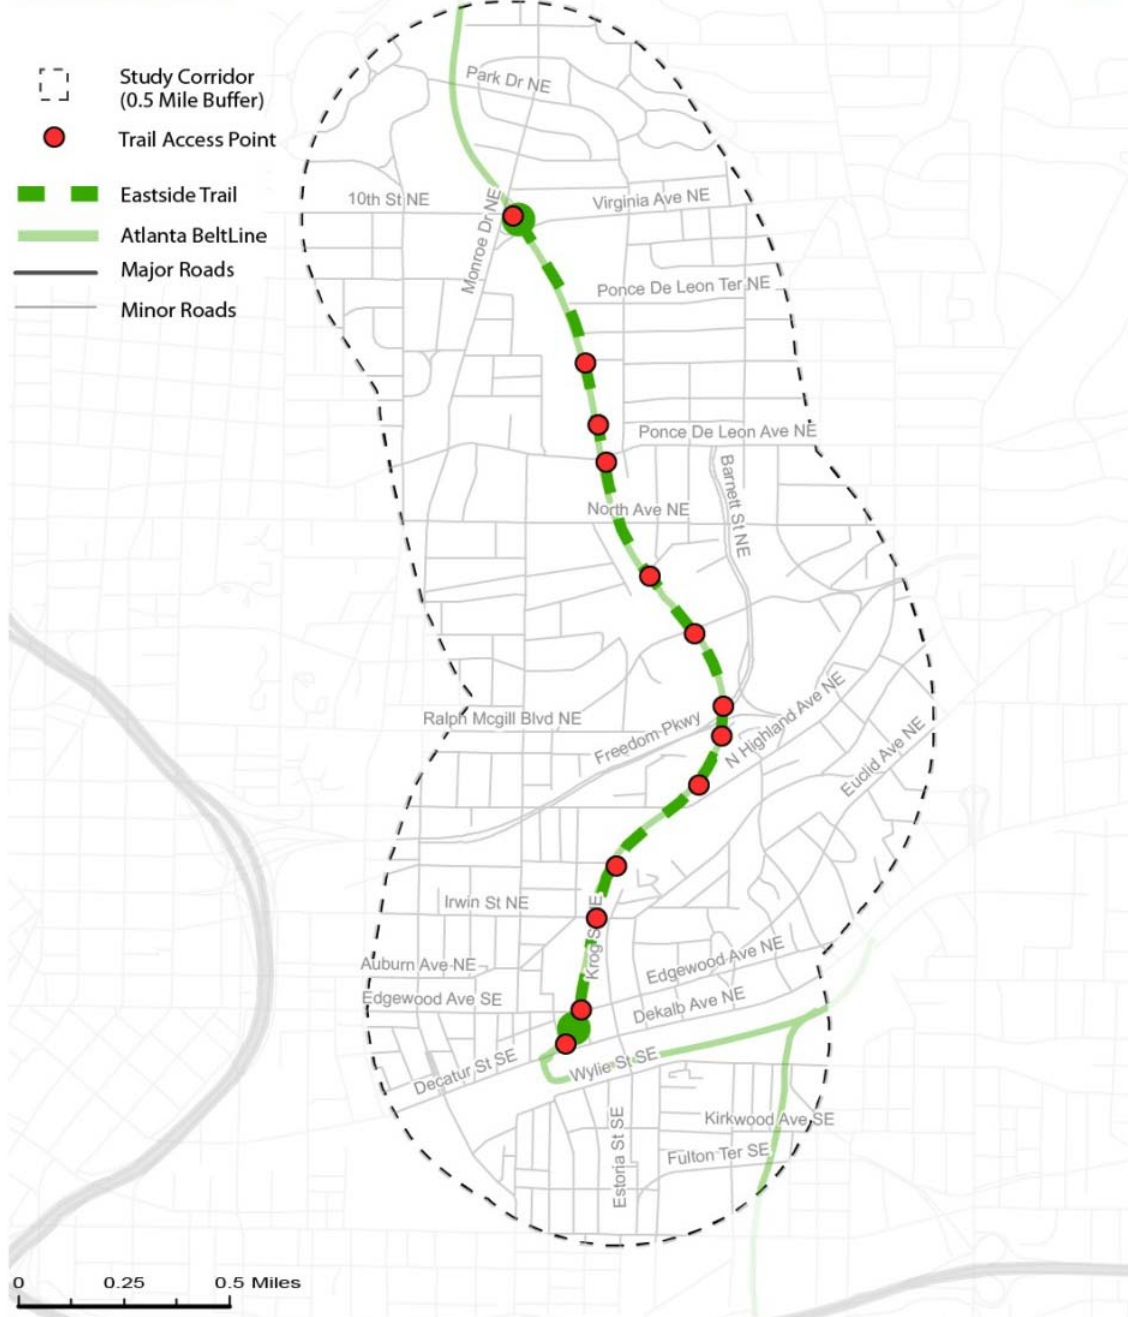 Study Corridor
(0.5 Mile Buffer)
Trail Access Point
Eastside Trail
Atlanta BeltLine
Major Roads
Minor Roads
Park Dr NE
10th St NE
Monroe Dr NE
Virginia Ave NE
Ponce De Leon Ter NE
Ponce De Leon Ave NE
Barnett St NE
North Ave NE
Ralph Mcgill Blvd NE
Freedom Pkwy
N Highland Ave NE
Euclid Ave NE
Irwin St NE
Krog St NE
Auburn Ave NE
Edgewood Ave NE
Edgewood Ave SE
Dekalb Ave NE
Decatur St SE
Wylie St SE
Estoria St SE
Kirkwood Ave SE
Fulton Ter SE
0 0.25 0.5 Miles